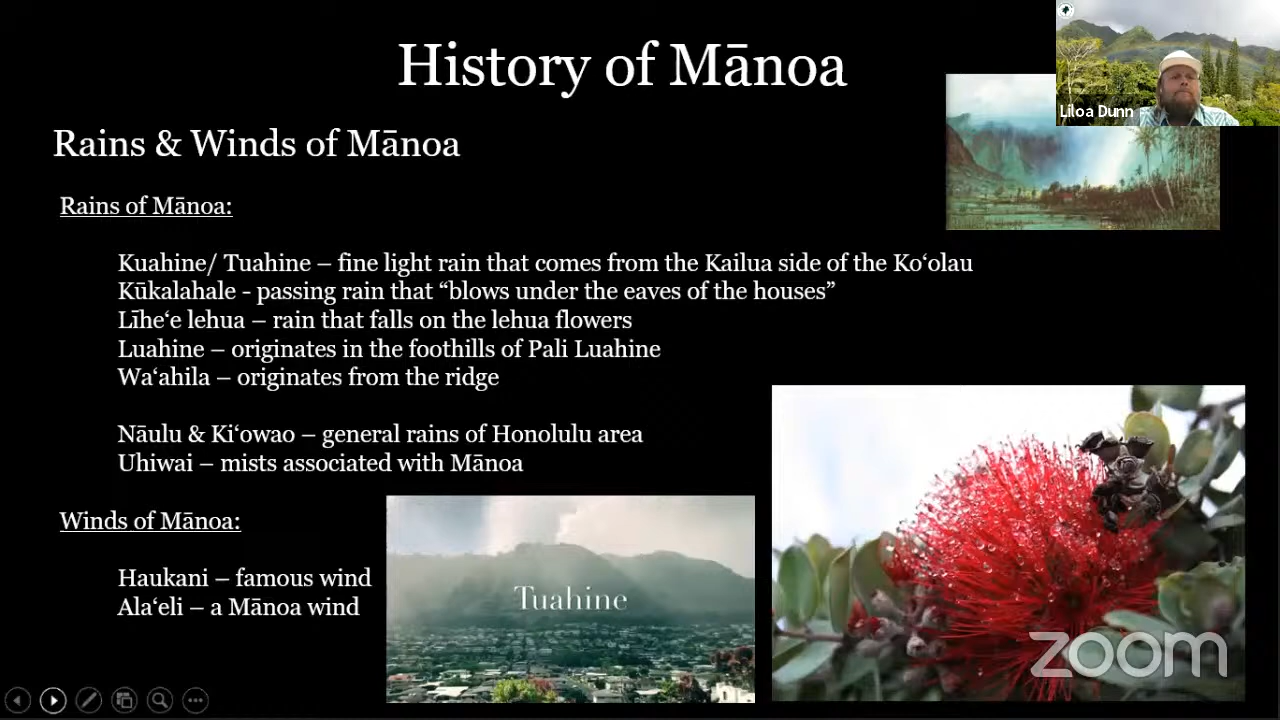 History of Mānoa
Liloa Dunn
Rains & Winds of Mānoa
Rains of Mānoa:
Kuahine/ Tuahine – fine light rain that comes from the Kailua side of the Koʻolau
Kūkalahale - passing rain that “blows under the eaves of the houses”
Līheʻe lehua – rain that falls on the lehua flowers
Luahine – originates in the foothills of Pali Luahine
Waʻahila – originates from the ridge
Nāulu & Kiʻowao – general rains of Honolulu area
Uhiwai – mists associated with Mānoa
Winds of Mānoa:
Haukani – famous wind
Alaʻeli – a Mānoa wind
Tuahine
zoom